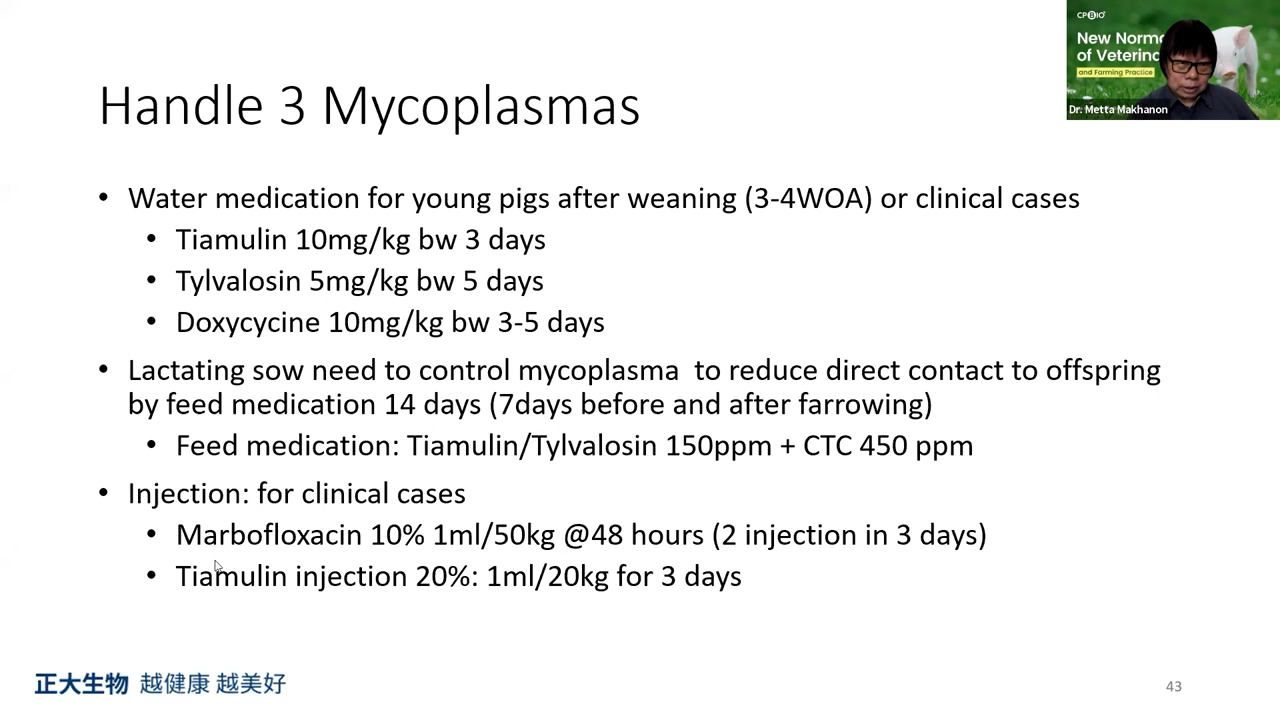 CPBIO
New Norm
of Veterin
and Farming Practice
Dr. Metta Makhanon
Handle 3 Mycoplasmas
• Water medication for young pigs after weaning (3-4WOA) or clinical cases
• Tiamulin 10mg/kg bw 3 days
• Tylvalosin 5mg/kg bw 5 days
• Doxycycine 10mg/kg bw 3-5 days
• Lactating sow need to control mycoplasma to reduce direct contact to offspring
by feed medication 14 days (7days before and after farrowing)
• Feed medication: Tiamulin/Tylvalosin 150ppm + CTC 450 ppm
• Injection: for clinical cases
• Marbofloxacin 10% 1ml/50kg @48 hours (2 injection in 3 days)
• Tiamulin injection 20%: 1ml/20kg for 3 days
正大生物 越健康 越美好
43